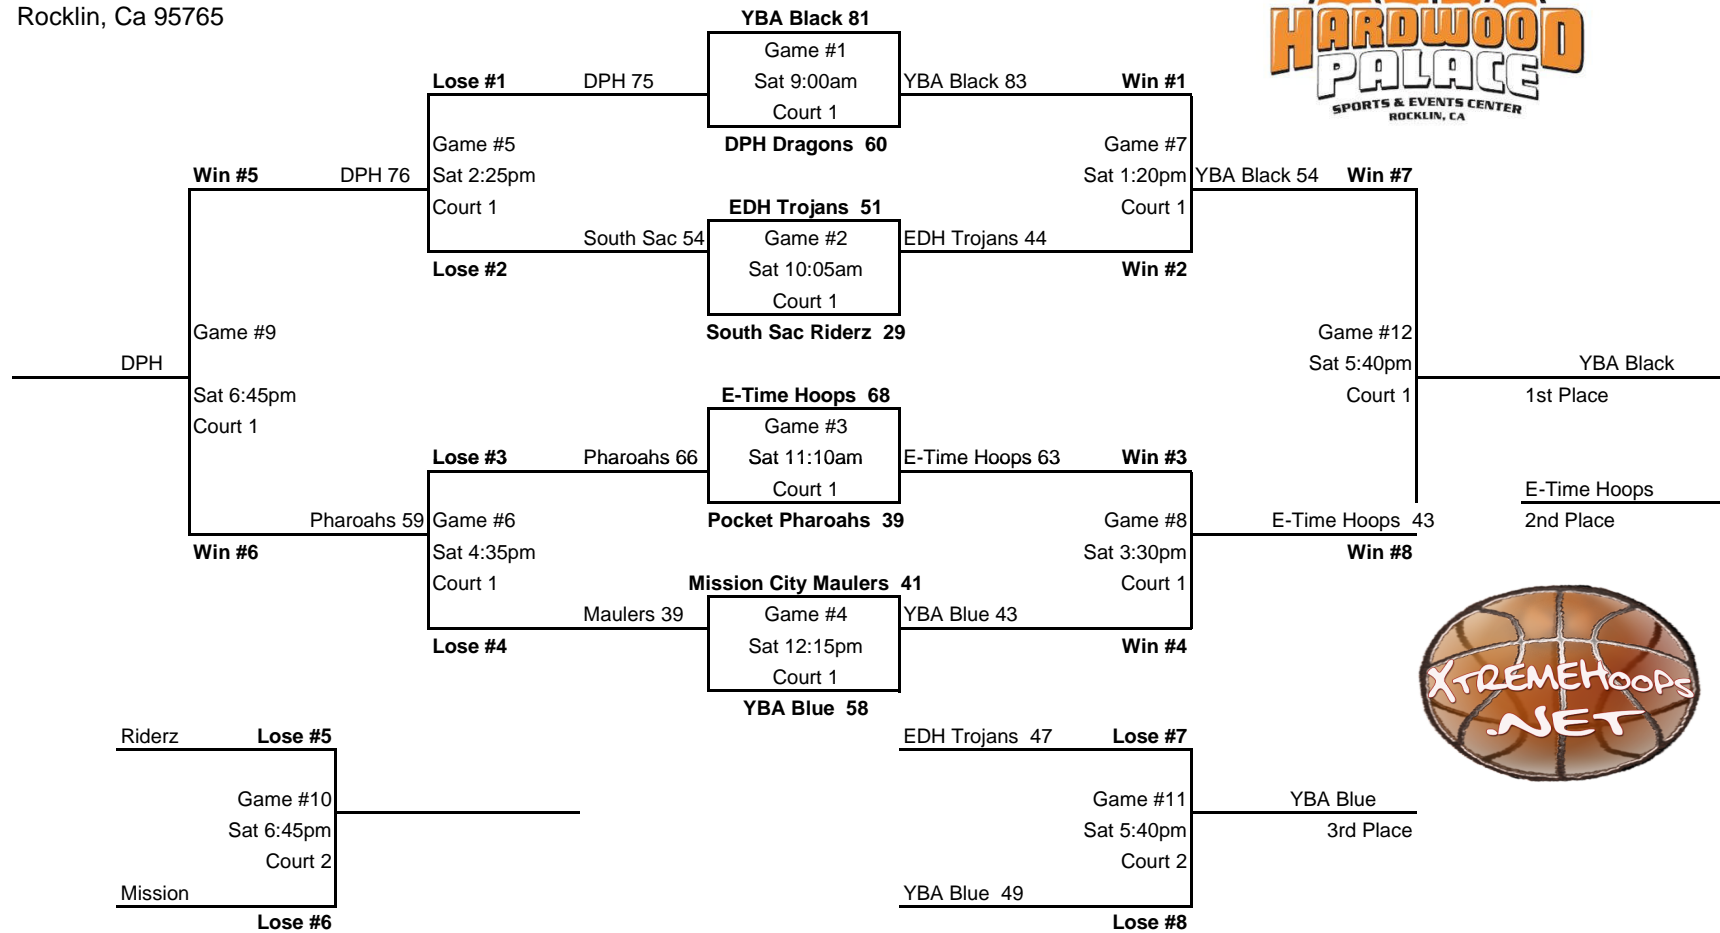 Rocklin, Ca 95765
YBA Black 81
Game #1
Sat 9:00am
Court 1
DPH Dragons 60
Lose #1
DPH 75
YBA Black 83
Win #1
HARDWOOD
PALACE
SPORTS & EVENTS CENTER
ROCKLIN, CA
Game #5
Sat 2:25pm
Court 1
Game #7
Sat 1:20pm
Court 1
Win #5
DPH 76
YBA Black 54
Win #7
EDH Trojans 51
Game #2
Sat 10:05am
Court 1
South Sac Riderz 29
South Sac 54
Lose #2
EDH Trojans 44
Win #2
Game #9
Sat 6:45pm
Court 1
DPH
Game #12
Sat 5:40pm
Court 1
YBA Black
1st Place
E-Time Hoops 68
Game #3
Sat 11:10am
Court 1
Pocket Pharoahs 39
Lose #3
Pharoahs 66
E-Time Hoops 63
Win #3
E-Time Hoops
2nd Place
Pharoahs 59
Win #6
Game #6
Sat 4:35pm
Court 1
Game #8
Sat 3:30pm
Court 1
E-Time Hoops 43
Win #8
Mission City Maulers 41
Game #4
Sat 12:15pm
Court 1
YBA Blue 58
Maulers 39
Lose #4
YBA Blue 43
Win #4
XTREMEHOOPS
.NET
Riderz
Lose #5
Game #10
Sat 6:45pm
Court 2
Mission
Lose #6
EDH Trojans 47
Lose #7
Game #11
Sat 5:40pm
Court 2
YBA Blue
3rd Place
YBA Blue 49
Lose #8